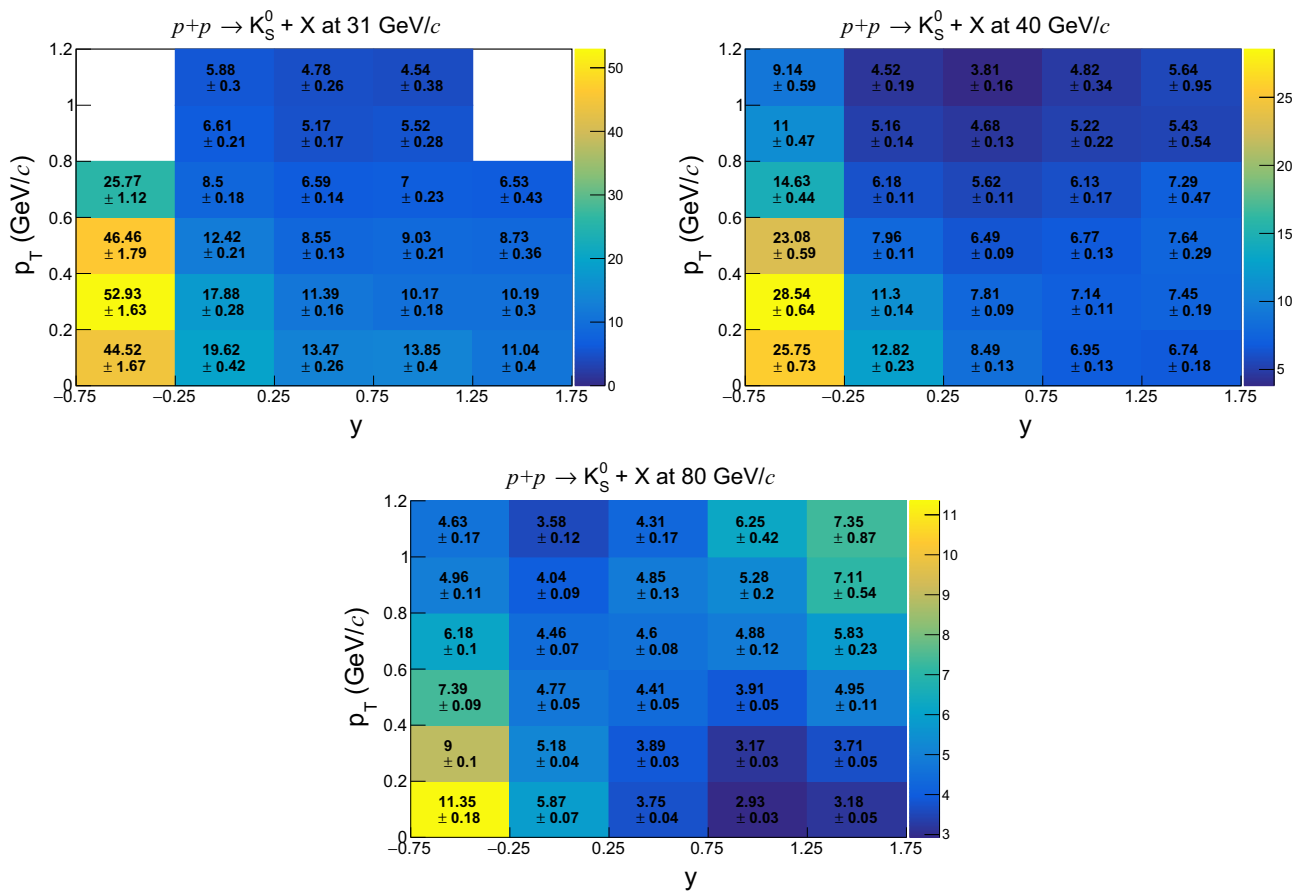 p+p → K⁰_S + X at 31 GeV/c
1.2
1
0.8
0.6
0.4
0.2
0
p_T (GeV/c)
5.88 4.78 4.54
± 0.3 ± 0.26 ± 0.38
6.61 5.17 5.52
± 0.21 ± 0.17 ± 0.28
25.77 8.5 6.59 7 6.53
± 1.12 ± 0.18 ± 0.14 ± 0.23 ± 0.43
46.46 12.42 8.55 9.03 8.73
± 1.79 ± 0.21 ± 0.13 ± 0.21 ± 0.36
52.93 17.88 11.39 10.17 10.19
± 1.63 ± 0.28 ± 0.16 ± 0.18 ± 0.3
44.52 19.62 13.47 13.85 11.04
± 1.67 ± 0.42 ± 0.26 ± 0.4 ± 0.4
−0.75 −0.25 0.25 0.75 1.25 1.75
y
50
40
30
20
10
0
p+p → K⁰_S + X at 40 GeV/c
1.2
1
0.8
0.6
0.4
0.2
0
p_T (GeV/c)
9.14 4.52 3.81 4.82 5.64
± 0.59 ± 0.19 ± 0.16 ± 0.34 ± 0.95
11 5.16 4.68 5.22 5.43
± 0.47 ± 0.14 ± 0.13 ± 0.22 ± 0.54
14.63 6.18 5.62 6.13 7.29
± 0.44 ± 0.11 ± 0.11 ± 0.17 ± 0.47
23.08 7.96 6.49 6.77 7.64
± 0.59 ± 0.11 ± 0.09 ± 0.13 ± 0.29
28.54 11.3 7.81 7.14 7.45
± 0.64 ± 0.14 ± 0.09 ± 0.11 ± 0.19
25.75 12.82 8.49 6.95 6.74
± 0.73 ± 0.23 ± 0.13 ± 0.13 ± 0.18
−0.75 −0.25 0.25 0.75 1.25 1.75
y
25
20
15
10
5
p+p → K⁰_S + X at 80 GeV/c
1.2
1
0.8
0.6
0.4
0.2
0
p_T (GeV/c)
4.63 3.58 4.31 6.25 7.35
± 0.17 ± 0.12 ± 0.17 ± 0.42 ± 0.87
4.96 4.04 4.85 5.28 7.11
± 0.11 ± 0.09 ± 0.13 ± 0.2 ± 0.54
6.18 4.46 4.6 4.88 5.83
± 0.1 ± 0.07 ± 0.08 ± 0.12 ± 0.23
7.39 4.77 4.41 3.91 4.95
± 0.09 ± 0.05 ± 0.05 ± 0.05 ± 0.11
9 5.18 3.89 3.17 3.71
± 0.1 ± 0.04 ± 0.03 ± 0.03 ± 0.05
11.35 5.87 3.75 2.93 3.18
± 0.18 ± 0.07 ± 0.04 ± 0.03 ± 0.05
−0.75 −0.25 0.25 0.75 1.25 1.75
y
11
10
9
8
7
6
5
4
3